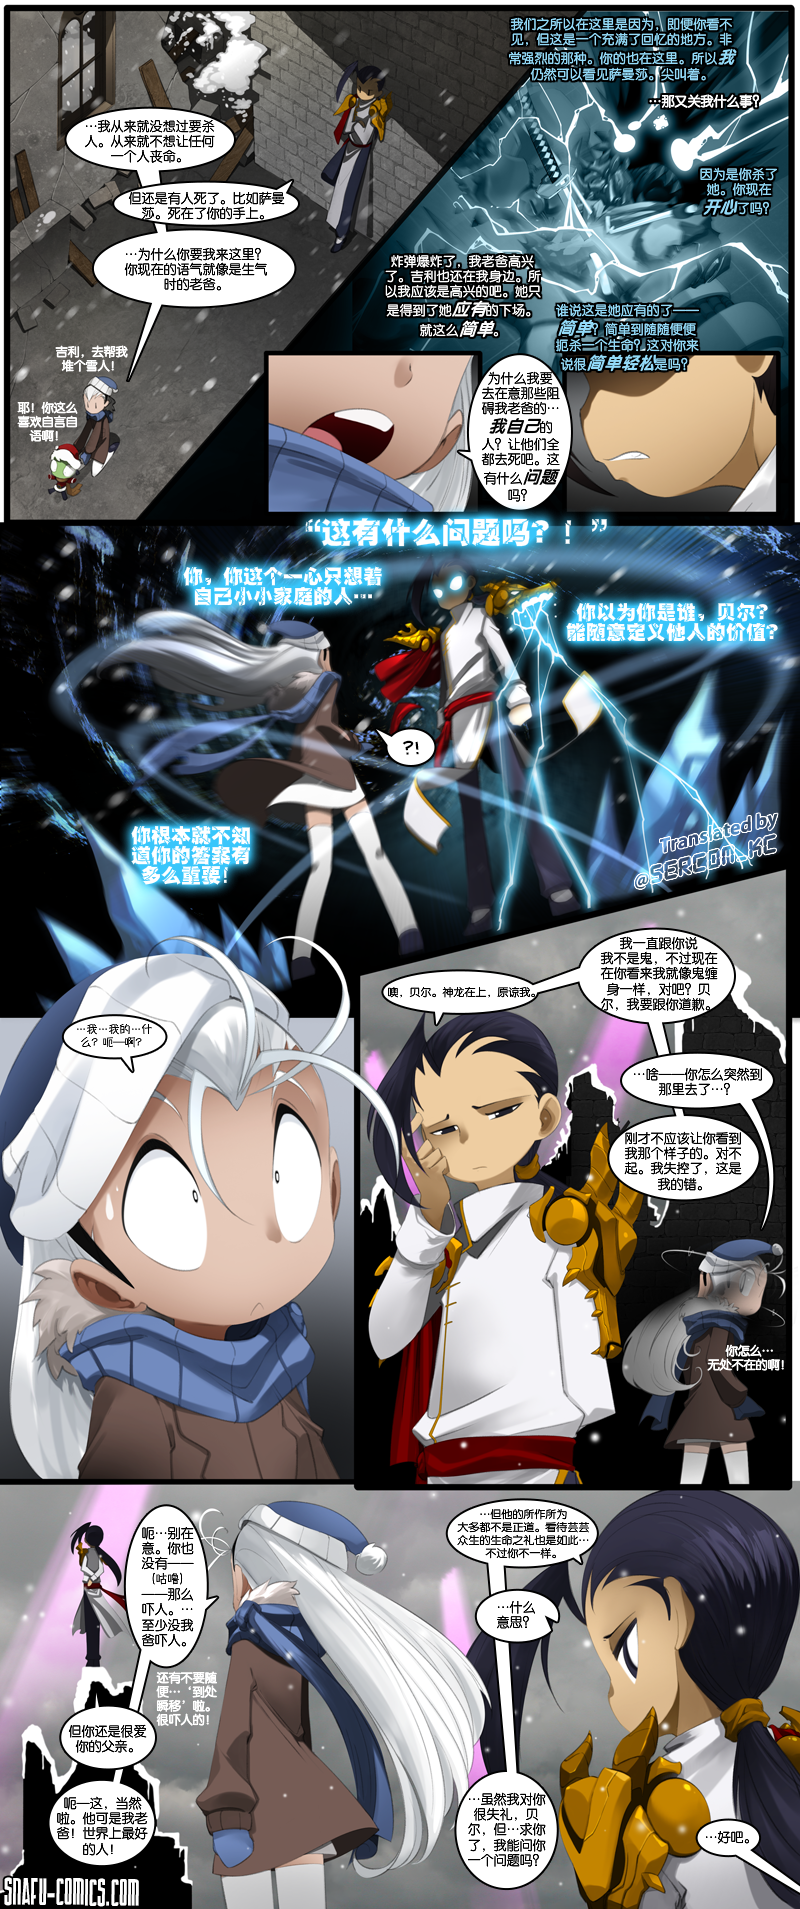 我们之所以在这里是因为，即便你看不
见，但这是一个充满了回忆的地方。非
常强烈的那种。你的也在这里。所以我
仍然可以看见萨曼莎。尖叫着。
…那又关我什么事？
…我从来就没想过要杀
人。从来就不想让任何
一个人丧命。
但还是有人死了。比如萨曼
莎。死在了你的手上。
…为什么你要我来这里？
你现在的语气就像是生气
时的老爸。
因为是你杀了
她。你现在
开心了吗？
炸弹爆炸了，我老爸高兴
了。吉利也还在我身边。所
以我应该是高兴的吧。她只
是得到了她应有的下场。
就这么简单。
谁说这是她应有的了——
简单？简单到随随便便
扼杀一个生命？这对你来
说很简单轻松是吗？
吉利，去帮我
堆个雪人！
耶！你这么
喜欢自言自
语啊！
为什么我要
去在意那些阻
碍我老爸的…
我自己的
人？让他们全
都去死吧。这
有什么问题
吗？
“这有什么问题吗？！”
你，你这个一心只想着
自己小小家庭的人…
你以为你是谁，贝尔？
能随意定义他人的价值？
?!
你根本就不知
道你的答案有
多么重要！
Translated by
@SERCOM_KC
…我…我的…什
么？呃—啊？
噢，贝尔。神龙在上，原谅我。
我一直跟你说
我不是鬼，不过现在
在你看来我就像鬼缠
身一样，对吧？贝
尔，我要跟你道歉。
…啥——你怎么突然到
那里去了…？
刚才不应该让你看到
我那个样子的。对不
起。我失控了，这是
我的错。
你怎么…
无处不在的啊！
呃…别在
意。你也
没有——
（咕噜）
——那么
吓人。…
至少没我
爸吓人。
还有不要随
便…‘到处
瞬移’啦。
很吓人的！
但你还是很爱
你的父亲。
呃—这，当然
啦。他可是我老
爸！世界上最好
的人！
…但他的所作所为
大多都不是正道。看待芸芸
众生的生命之礼也是如此…
不过你不一样。
…什么
意思？
…虽然我对你
很失礼，贝
尔，但…求你
了，我能问你
一个问题吗？
…好吧。
SNAFU-COMICS.COM